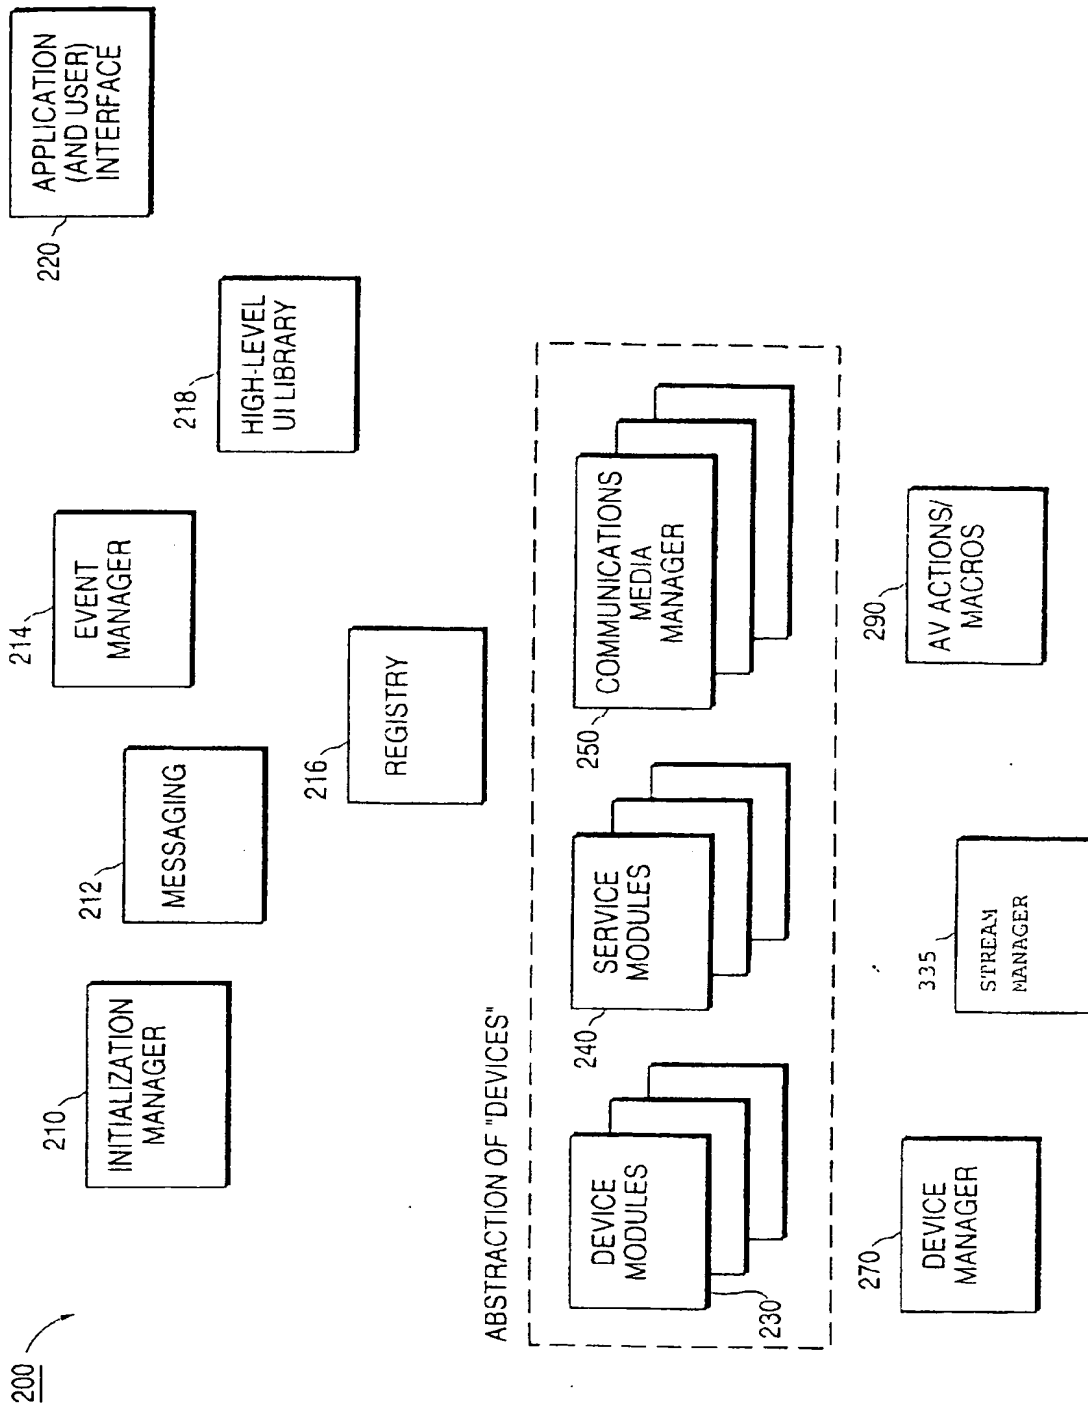 200
210
INITIALIZATION
MANAGER
212
MESSAGING
214
EVENT
MANAGER
220
APPLICATION
(AND USER)
INTERFACE
216
REGISTRY
218
HIGH-LEVEL
UI LIBRARY
ABSTRACTION OF "DEVICES"
DEVICE
MODULES
230
240
SERVICE
MODULES
250
COMMUNICATIONS
MEDIA
MANAGER
270
DEVICE
MANAGER
335
STREAM
MANAGER
290
AV ACTIONS/
MACROS